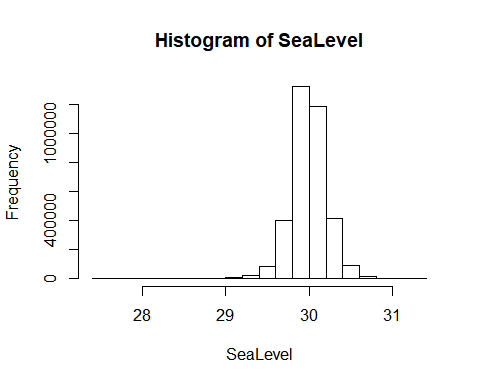 Histogram of SeaLevel
Frequency
1000000
400000
0
28 29 30 31
SeaLevel